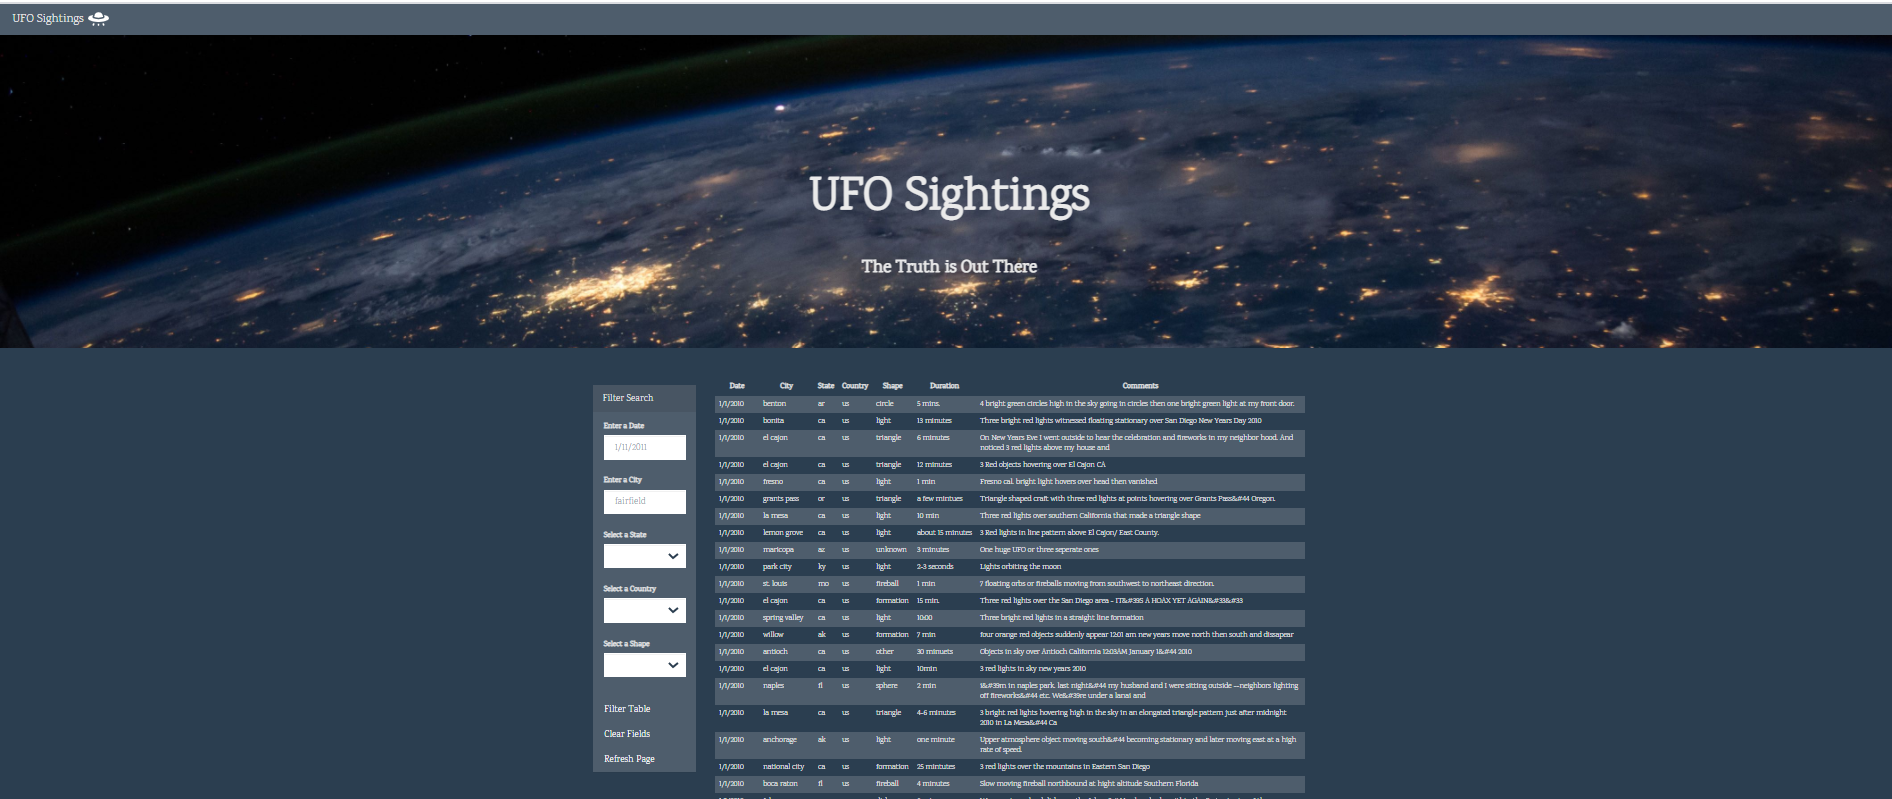 UFO Sightings
UFO Sightings
The Truth is Out There
Filter Search
Enter a Date
1/11/2011
Enter a City
fairfield
Select a State
Select a Country
Select a Shape
Filter Table
Clear Fields
Refresh Page
Date City State Country Shape Duration Comments
1/1/2010 benton ar us circle 5 mins. 4 bright green circles high in the sky going in circles then one bright green light at my front door.
1/1/2010 bonita ca us light 13 minutes Three bright red lights witnessed floating stationary over San Diego New Years Day 2010
1/1/2010 el cajon ca us triangle 6 minutes On New Years Eve I went outside to hear the celebration and fireworks in my neighbor hood. And
noticed 3 red lights above my house and
1/1/2010 el cajon ca us triangle 12 minutes 3 Red objects hovering over El Cajon CA
1/1/2010 fresno ca us light 1 min Fresno cal. bright light hovers over head then vanished
1/1/2010 grants pass or us triangle a few mintues Triangle shaped craft with three red lights at points hovering over Grants Pass&#44 Oregon.
1/1/2010 la mesa ca us light 10 min Three red lights over southern California that made a triangle shape
1/1/2010 lemon grove ca us light about 15 minutes 3 Red lights in line pattern above El Cajon/ East County.
1/1/2010 maricopa az us unknown 3 minutes One huge UFO or three seperate ones
1/1/2010 park city ky us light 2-3 seconds Lights orbiting the moon
1/1/2010 st. louis mo us fireball 1 min 7 floating orbs or fireballs moving from southwest to northeast direction.
1/1/2010 el cajon ca us formation 15 min. Three red lights over the San Diego area - IT&#39S A HOAX YET AGAIN&#33&#33
1/1/2010 spring valley ca us light 10:00 Three bright red lights in a straight line formation
1/1/2010 willow ak us formation 7 min four orange red objects suddenly appear 12:01 am new years move north then south and dissapear
1/1/2010 antioch ca us other 30 minuets Objects in sky over Antioch California 12:03AM January 1&#44 2010
1/1/2010 el cajon ca us light 10min 3 red lights in sky new years 2010
1/1/2010 naples fl us sphere 2 min I&#39m in naples park. last night&#44 my husband and I were sitting outside —neighbors lighting
off fireworks&#44 etc. We&#39re under a lanai and
1/1/2010 la mesa ca us triangle 4-6 minutes 3 bright red lights hovering high in the sky in an elongated triangle pattern just after midnight
2010 in La Mesa&#44 Ca
1/1/2010 anchorage ak us light one minute Upper atmosphere object moving south&#44 becoming stationary and later moving east at a high
rate of speed.
1/1/2010 national city ca us formation 25 mintutes 3 red lights over the mountains in Eastern San Diego
1/1/2010 boca raton fl us fireball 4 minutes Slow moving fireball northbound at hight altitude Southern Florida